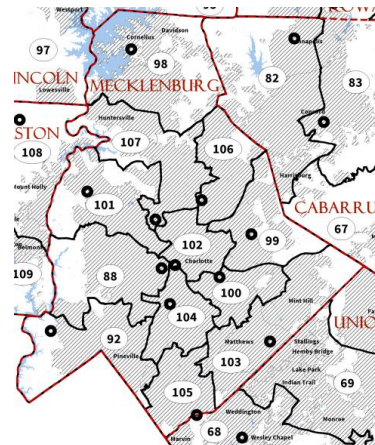 Westport
Davidson
ROWA
Cornelius
97
98
82
83
LINCOLN
MECKLENBURG
Lowesville
Huntersville
STON
107
106
108
Harrisburg
Mount Holly
101
CABARRUS
67
102
99
Belmont
Charlotte
109
88
100
Mint Hill
104
92
UNION
Matthews
Stallings
Hemby Bridge
Pineville
103
Lake Park
69
105
Indian Trail
Weddington
Monroe
68
Marvin
Wesley Chapel